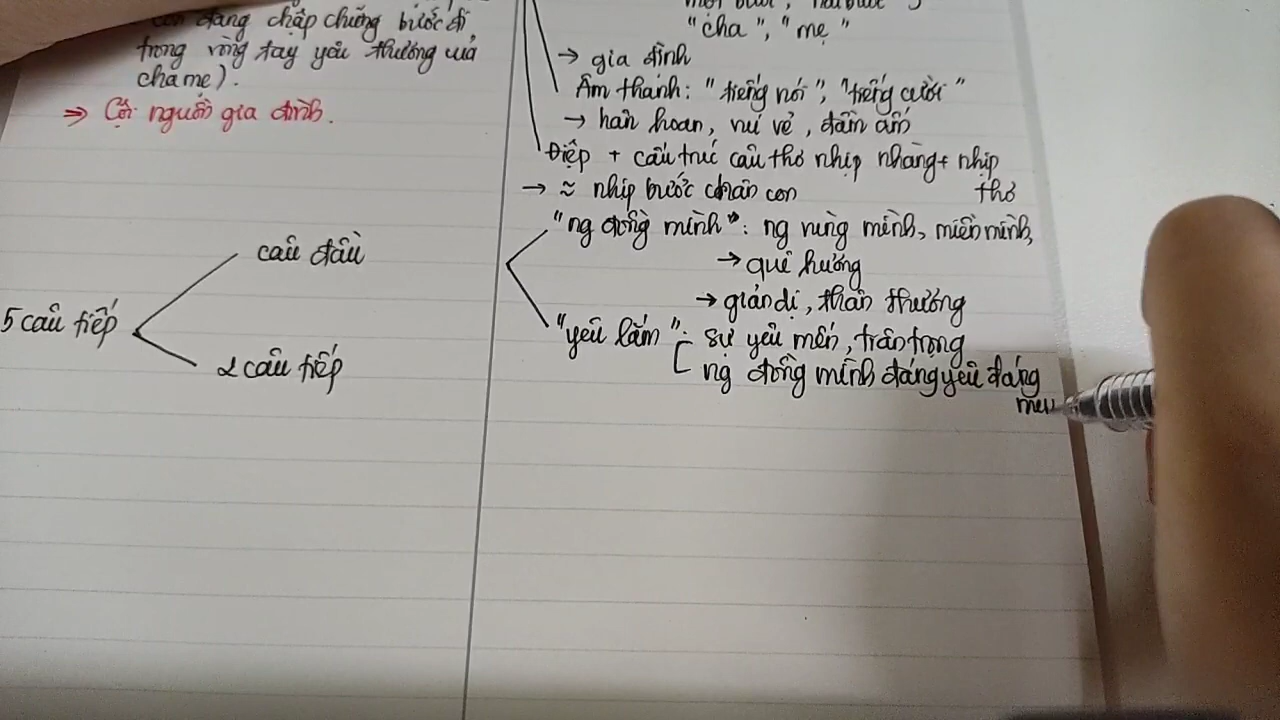 đang chập chững bước đi
trong vòng tay yêu thương của
cha mẹ).
⇒ Cội nguồn gia đình.
5 câu tiếp
câu đầu
2 câu tiếp
"cha", "mẹ"
→ gia đình
Âm thanh: "tiếng nói", "tiếng cười"
→ hân hoan, vui vẻ, đầm ấm
Điệp + cấu trúc câu thơ nhịp nhàng + nhịp
thơ
→ ≈ nhịp bước chân con
"ng đồng mình": ng vùng mình, miền mình,
→ quê hương
→ giản dị, thân thương
"yêu lắm": sự yêu mến, trân trọng
ng đồng mình đáng yêu đáng